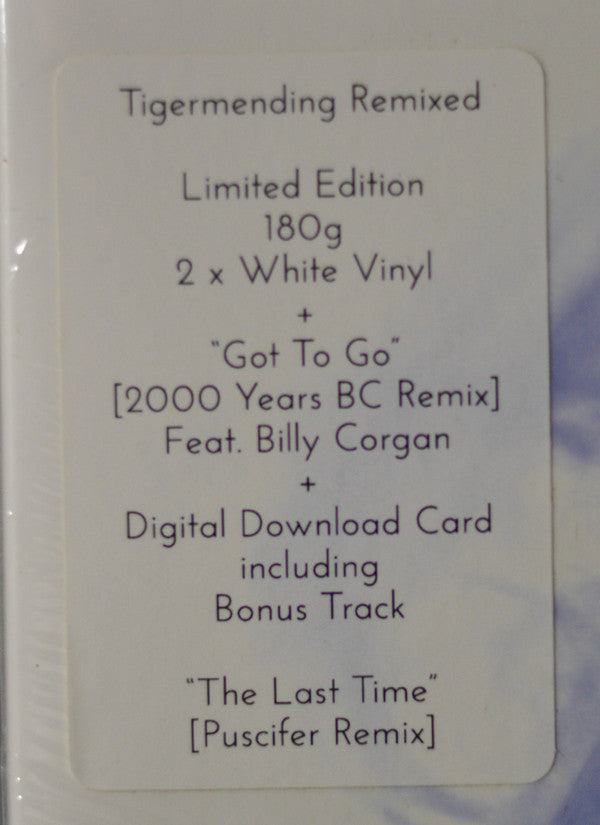 Tigermending Remixed
Limited Edition
180g
2 x White Vinyl
+
"Got To Go"
[2000 Years BC Remix]
Feat. Billy Corgan
+
Digital Download Card
including
Bonus Track
"The Last Time"
[Puscifer Remix]